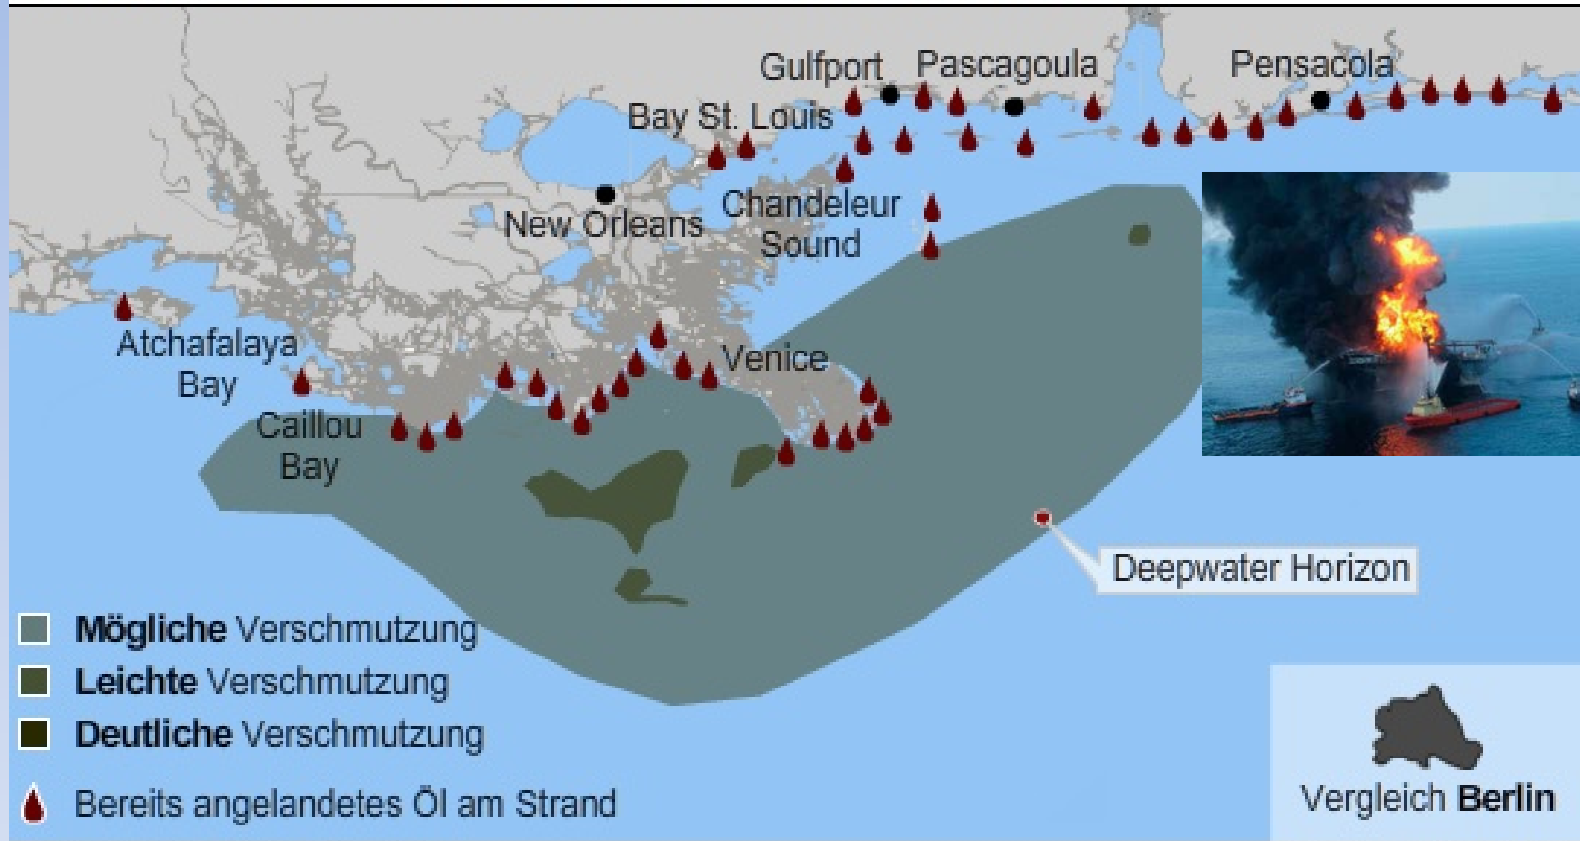 Gulfport
Pascagoula
Pensacola
Bay St. Louis
New Orleans
Chandeleur
Sound
Atchafalaya
Bay
Venice
Caillou
Bay
Deepwater Horizon
Mögliche Verschmutzung
Leichte Verschmutzung
Deutliche Verschmutzung
Bereits angelandetes Öl am Strand
Vergleich Berlin